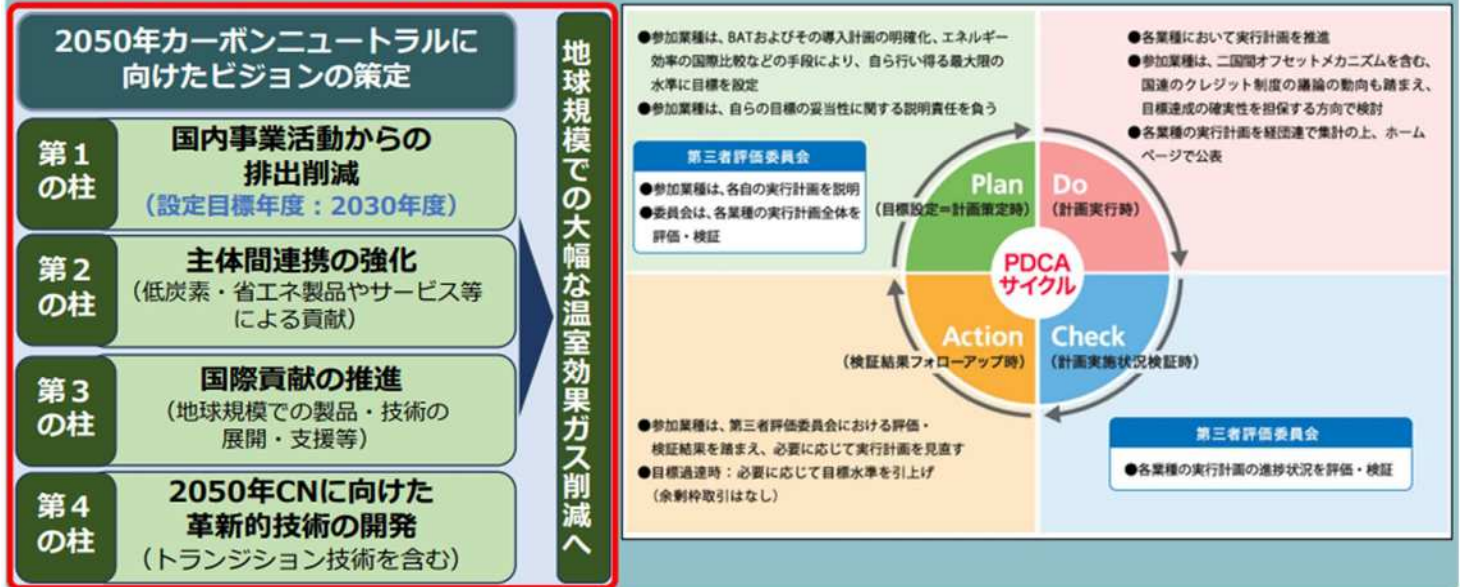 2050年カーボンニュートラルに
向けたビジョンの策定
第１
の柱
国内事業活動からの
排出削減
（設定目標年度：2030年度）
第２
の柱
主体間連携の強化
（低炭素・省エネ製品やサービス等
による貢献）
第３
の柱
国際貢献の推進
（地球規模での製品・技術の
展開・支援等）
第４
の柱
2050年CNに向けた
革新的技術の開発
（トランジション技術を含む）
地球規模での大幅な温室効果ガス削減へ
●参加業種は、BATおよびその導入計画の明確化、エネルギー
効率の国際比較などの手段により、自ら行い得る最大限の
水準に目標を設定
●参加業種は、自らの目標の妥当性に関する説明責任を負う
第三者評価委員会
●参加業種は、各自の実行計画を説明
●委員会は、各業種の実行計画全体を
評価・検証
●各業種において実行計画を推進
●参加業種は、二国間オフセットメカニズムを含む、
国連のクレジット制度の議論の動向も踏まえ、
目標達成の確実性を担保する方向で検討
●各業種の実行計画を経団連で集計の上、ホーム
ページで公表
Plan
（目標設定＝計画策定時）
Do
（計画実行時）
PDCA
サイクル
Action
（検証結果フォローアップ時）
Check
（計画実施状況検証時）
●参加業種は、第三者評価委員会における評価・
検証結果を踏まえ、必要に応じて実行計画を見直す
●目標過達時：必要に応じて目標水準を引上げ
（余剰枠取引はなし）
第三者評価委員会
●各業種の実行計画の進捗状況を評価・検証